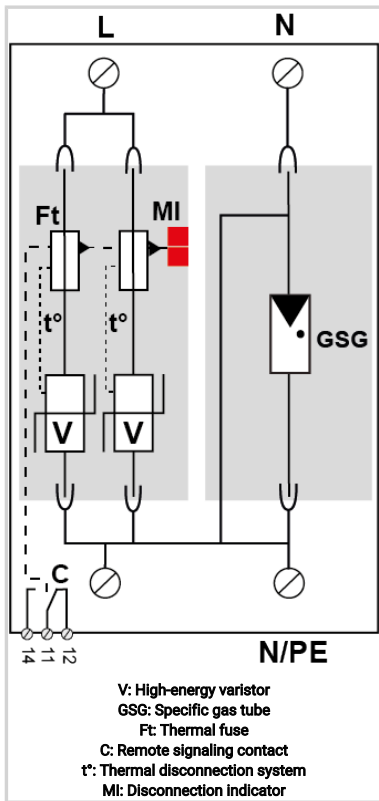 L N
Ft MI
t° t°
GSG
V V
C
14 11 12
N/PE
V: High-energy varistor
GSG: Specific gas tube
Ft: Thermal fuse
C: Remote signaling contact
t°: Thermal disconnection system
MI: Disconnection indicator